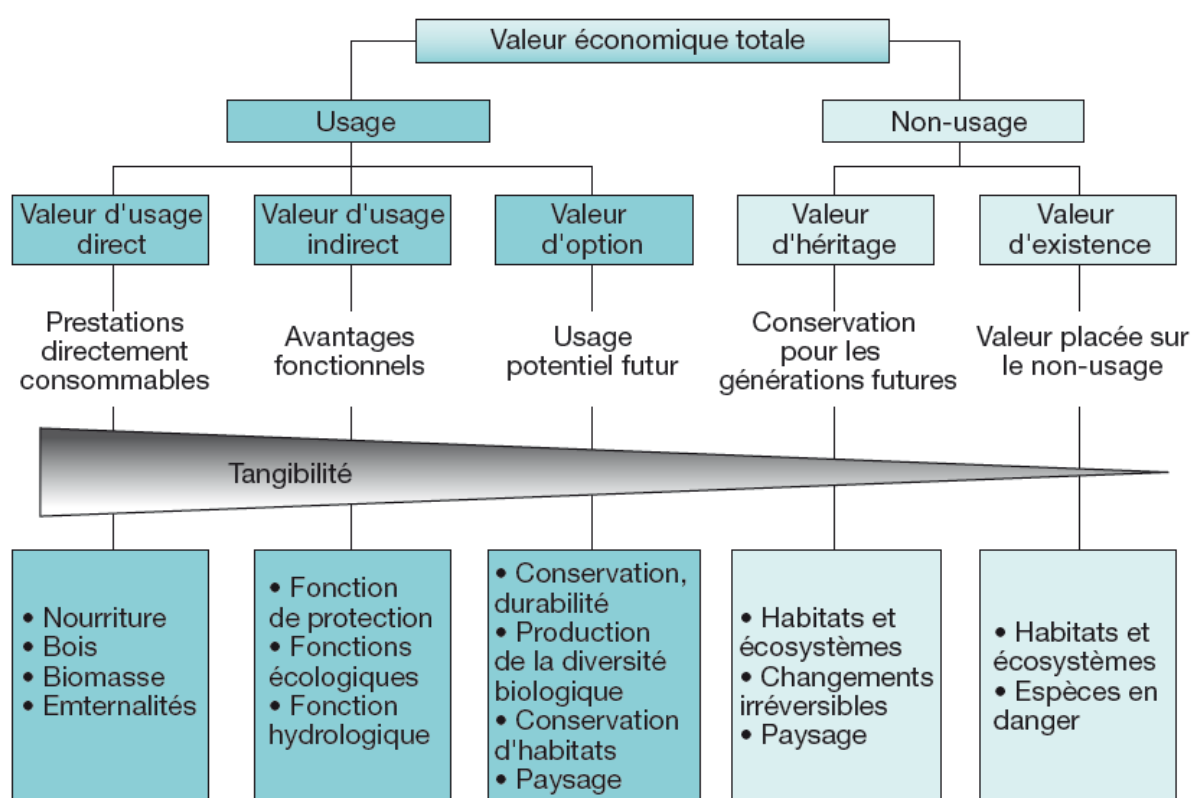 Valeur économique totale
Usage
Non-usage
Valeur d'usage
direct
Valeur d'usage
indirect
Valeur
d'option
Valeur
d'héritage
Valeur
d'existence
Prestations
directement
consommables
Avantages
fonctionnels
Usage
potentiel futur
Conservation
pour les
générations futures
Valeur placée sur
le non-usage
Tangibilité
• Nourriture
• Bois
• Biomasse
• Emternalités
• Fonction
de protection
• Fonctions
écologiques
• Fonction
hydrologique
• Conservation,
durabilité
• Production
de la diversité
biologique
• Conservation
d'habitats
• Paysage
• Habitats et
écosystèmes
• Changements
irréversibles
• Paysage
• Habitats et
écosystèmes
• Espèces en
danger